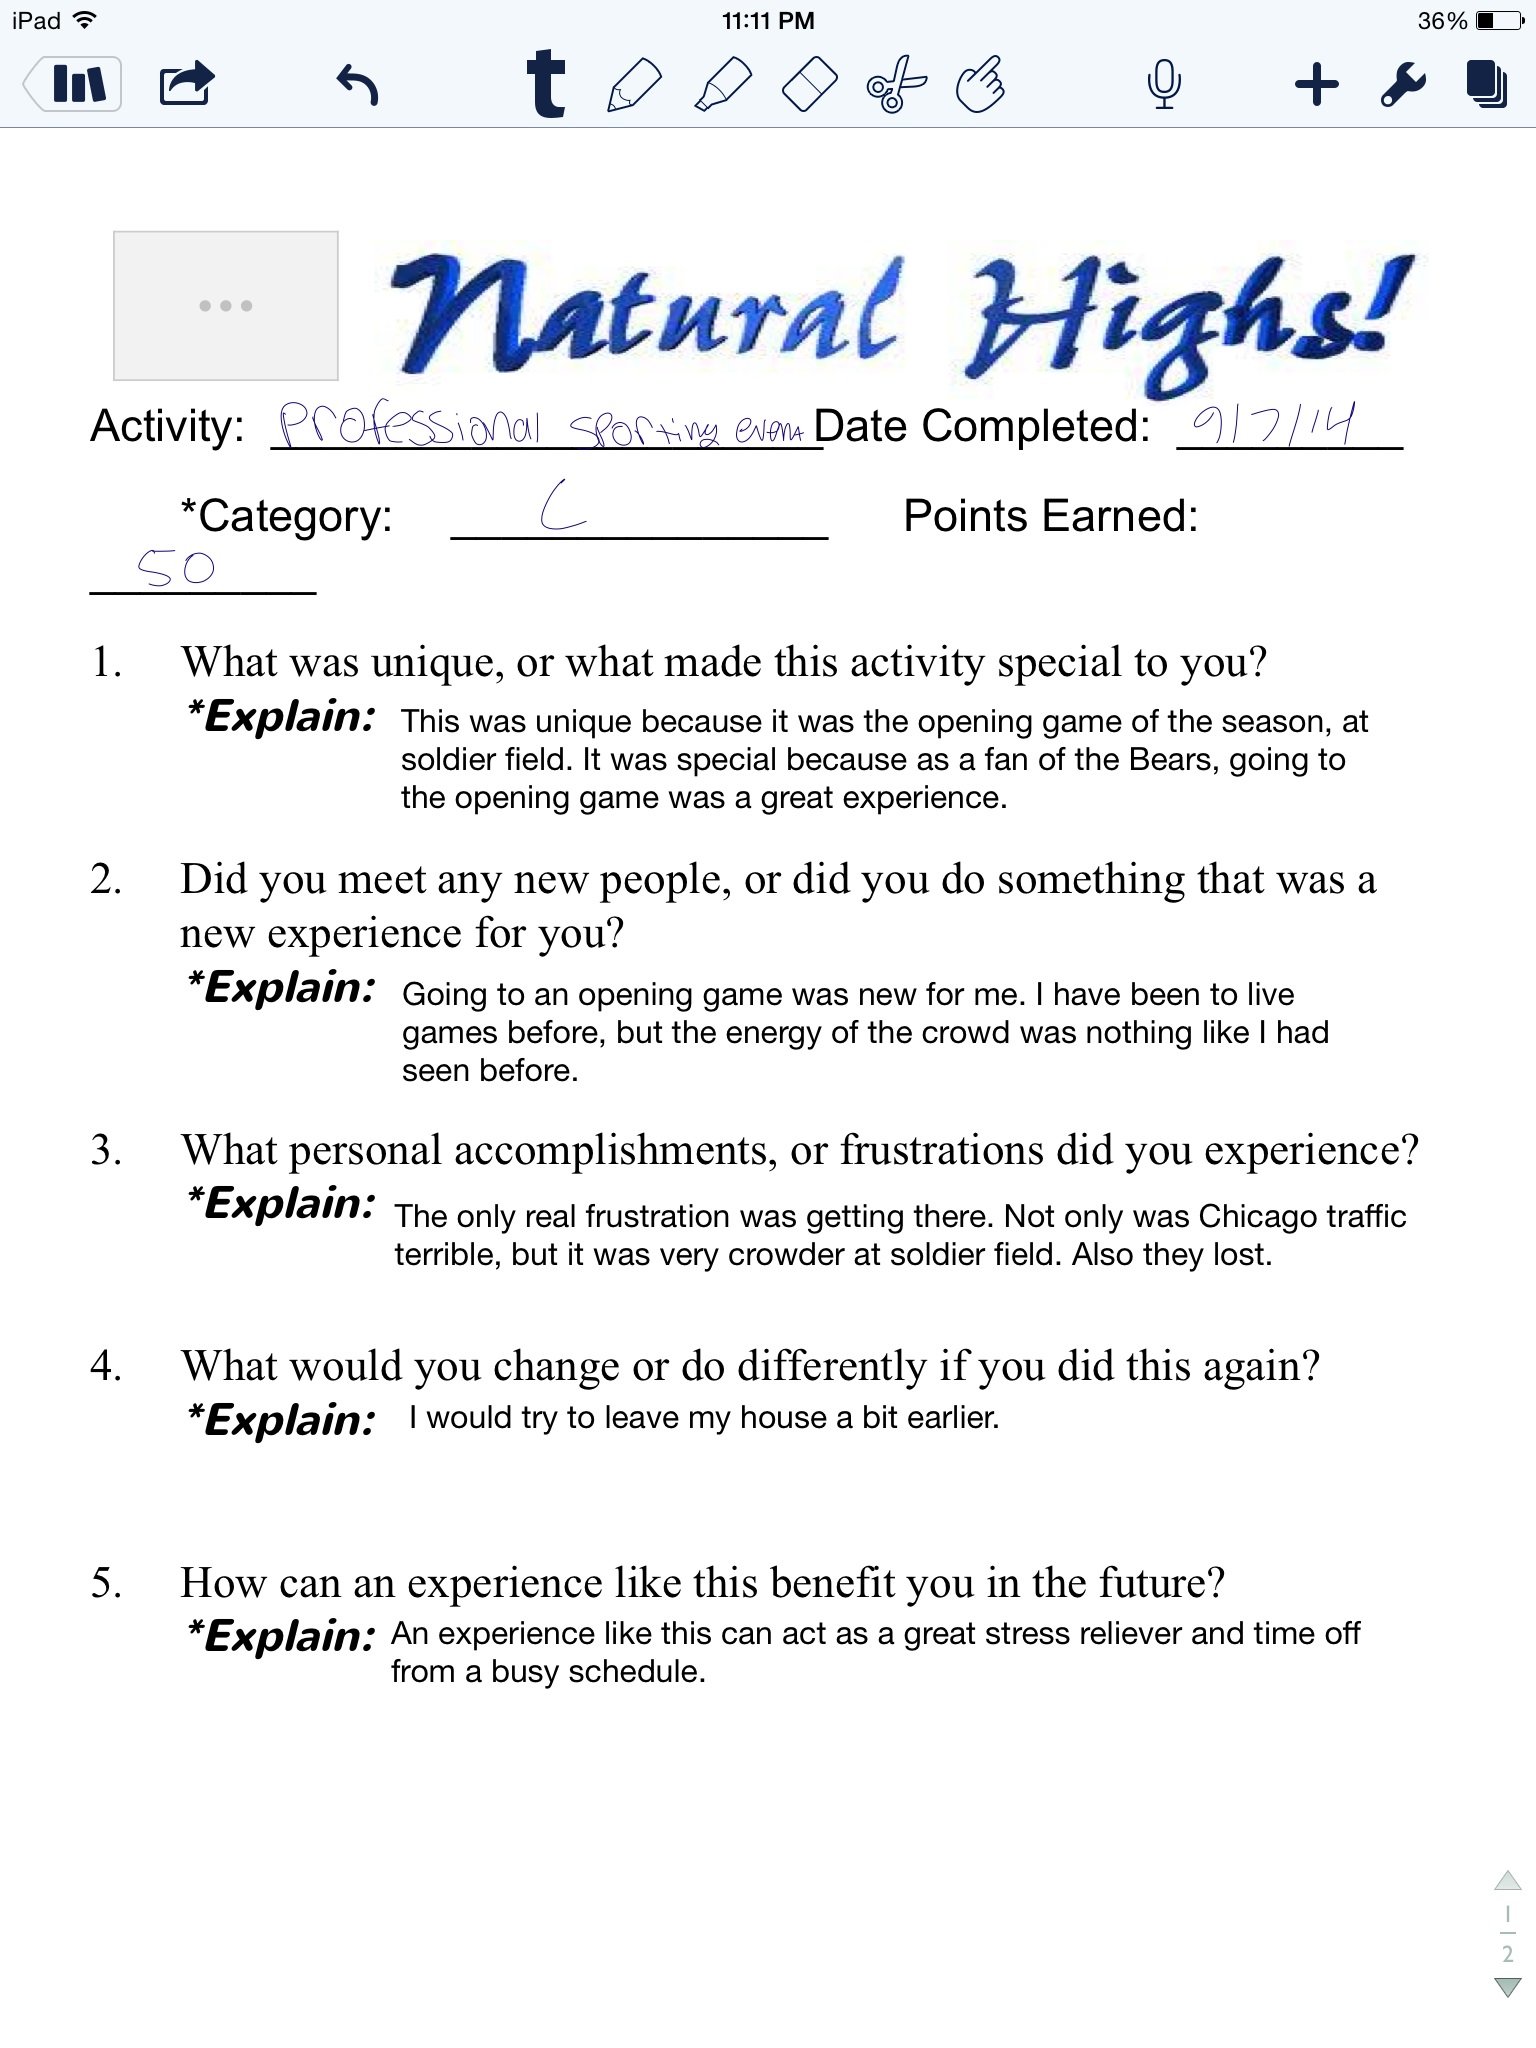 iPad
11:11 PM
36%
t
Natural Highs!
Activity: Professional sporting event Date Completed: 9/7/14
*Category: C Points Earned:
50
1. What was unique, or what made this activity special to you?
*Explain: This was unique because it was the opening game of the season, at
soldier field. It was special because as a fan of the Bears, going to
the opening game was a great experience.
2. Did you meet any new people, or did you do something that was a
new experience for you?
*Explain: Going to an opening game was new for me. I have been to live
games before, but the energy of the crowd was nothing like I had
seen before.
3. What personal accomplishments, or frustrations did you experience?
*Explain: The only real frustration was getting there. Not only was Chicago traffic
terrible, but it was very crowder at soldier field. Also they lost.
4. What would you change or do differently if you did this again?
*Explain: I would try to leave my house a bit earlier.
5. How can an experience like this benefit you in the future?
*Explain: An experience like this can act as a great stress reliever and time off
from a busy schedule.
1
2